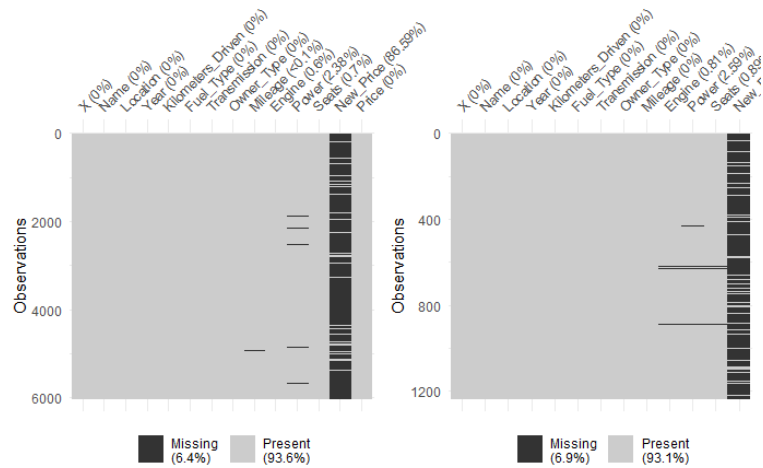 X (0%)
Name (0%)
Location (0%)
Year (0%)
Kilometers_Driven (0%)
Fuel_Type (0%)
Transmission (0%)
Owner_Type (0%)
Mileage (<0.1%)
Engine (0.6%)
Power (2.38%)
Seats (0.7%)
New_Price (86.59%)
Price (0%)
Observations
0
2000
4000
6000
Missing
(6.4%)
Present
(93.6%)
X (0%)
Name (0%)
Location (0%)
Year (0%)
Kilometers_Driven (0%)
Fuel_Type (0%)
Transmission (0%)
Owner_Type (0%)
Mileage (0%)
Engine (0.81%)
Power (2.59%)
Seats (0.89
Observations
0
400
800
1200
Missing
(6.9%)
Present
(93.1%)